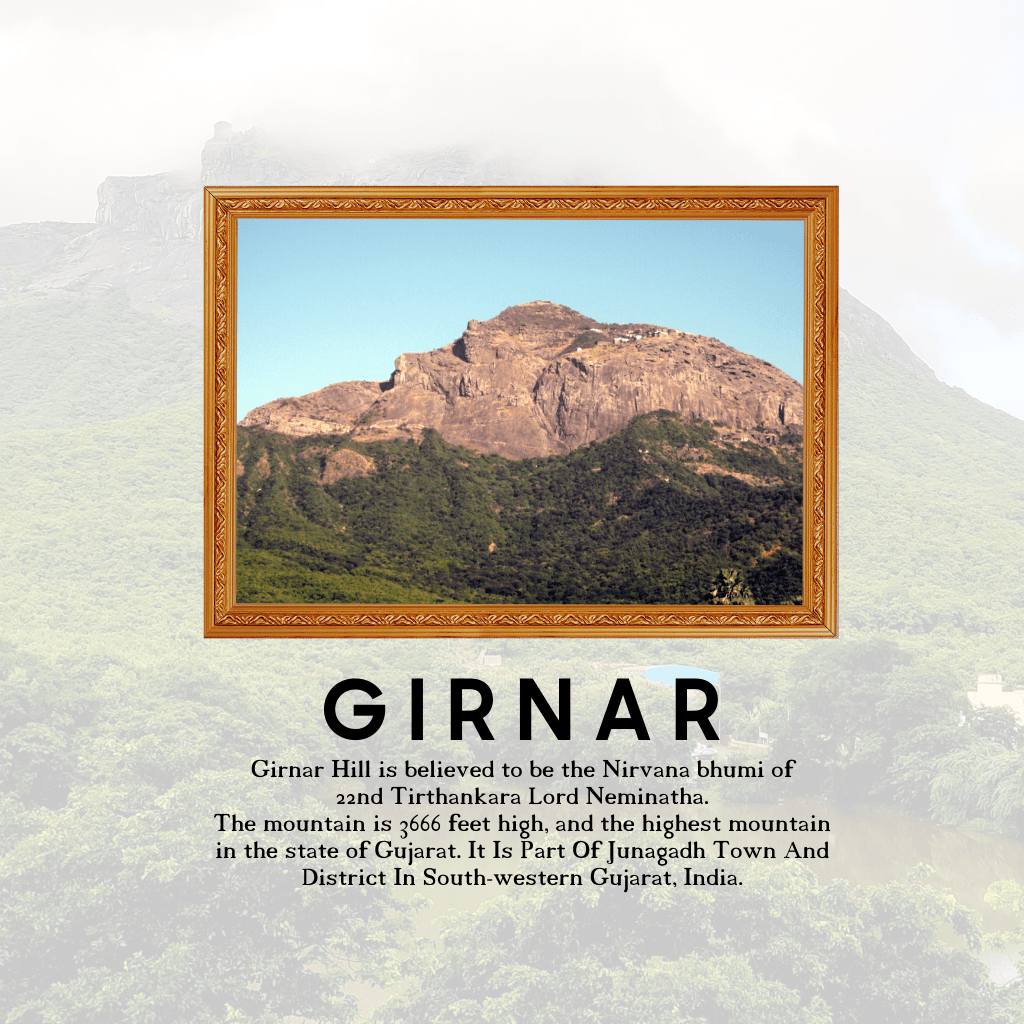 GIRNAR
Girnar Hill is believed to be the Nirvana bhumi of
22nd Tirthankara Lord Neminatha.
The mountain is 3666 feet high, and the highest mountain
in the state of Gujarat. It Is Part Of Junagadh Town And
District In South-western Gujarat, India.